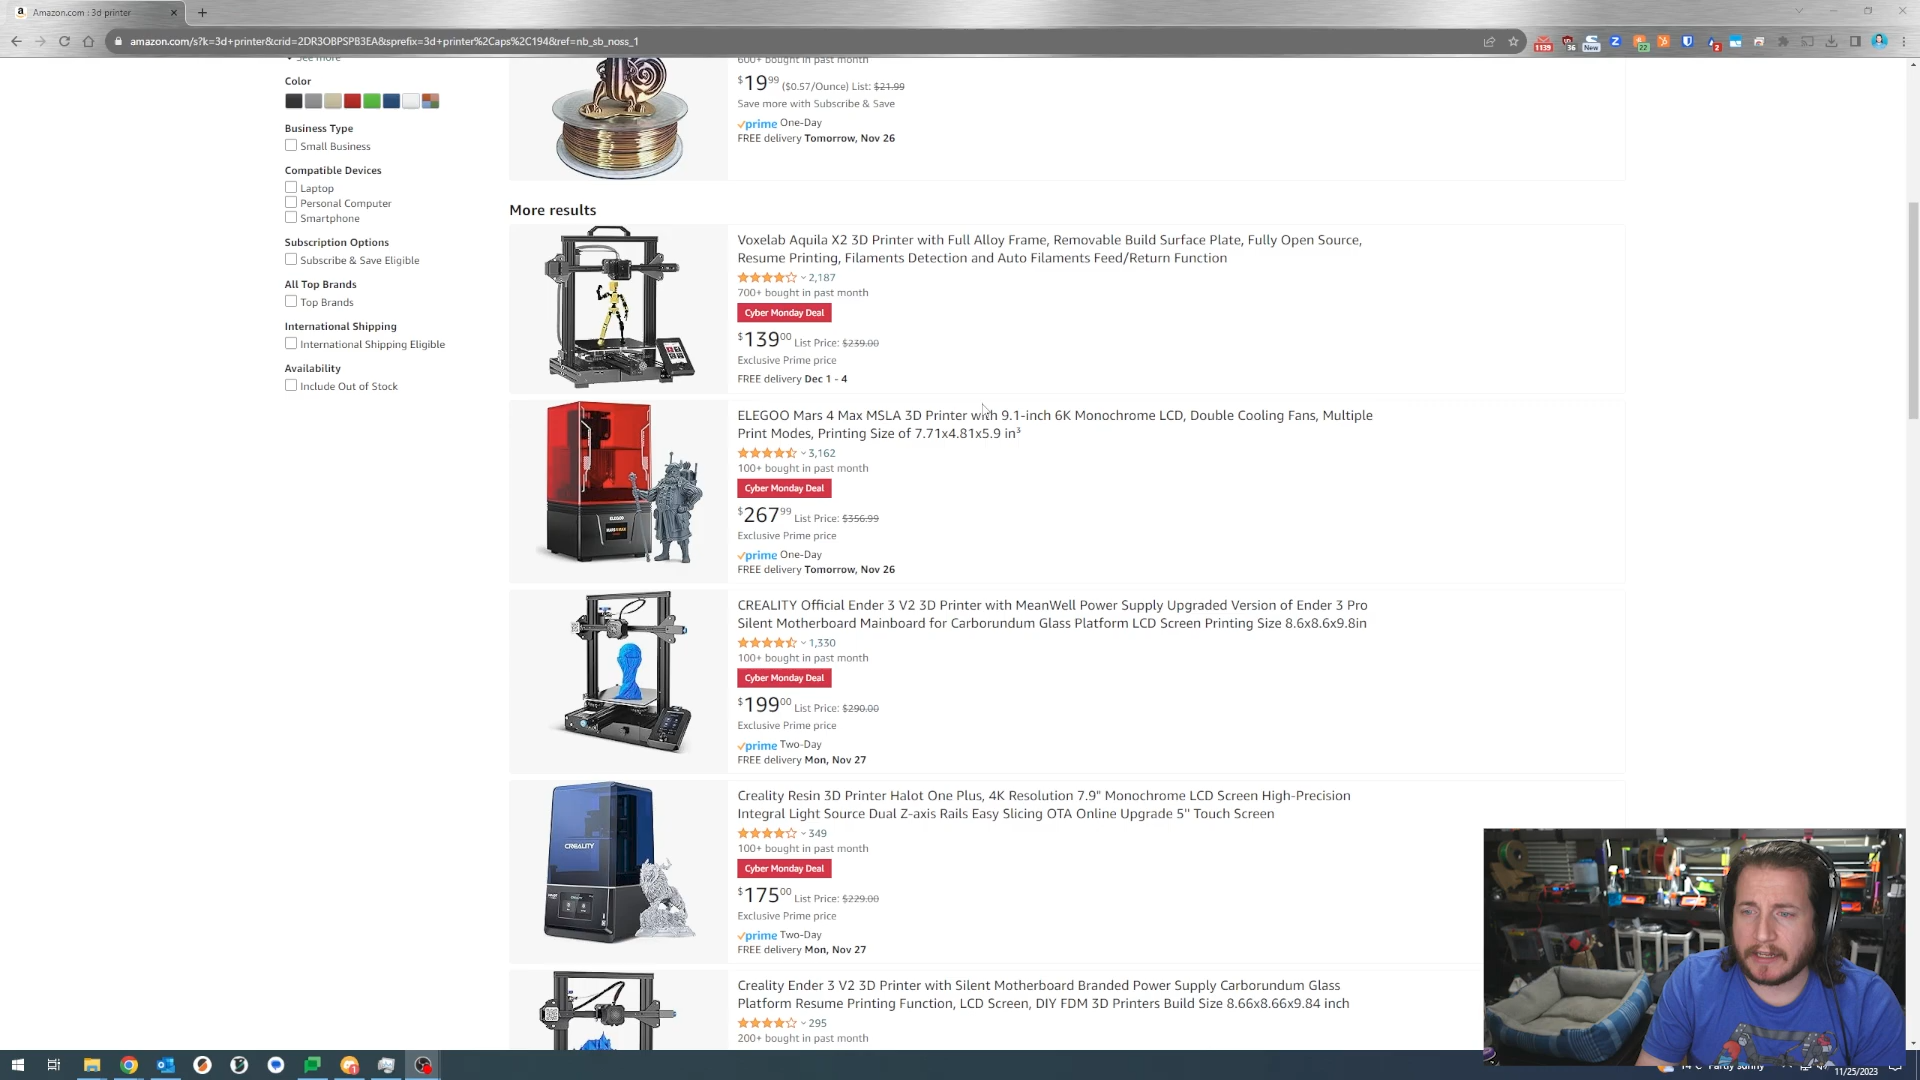 Amazon.com : 3d printer
amazon.com/s?k=3d+printer&crid=2DR3OBPSPB3EA&sprefix=3d+printer%2Caps%2C194&ref=nb_sb_noss_1
1139
36
New
22
2
See more
Color
Business Type
Small Business
Compatible Devices
Laptop
Personal Computer
Smartphone
Subscription Options
Subscribe & Save Eligible
All Top Brands
Top Brands
International Shipping
International Shipping Eligible
Availability
Include Out of Stock
600+ bought in past month
$19.99 ($0.57/Ounce) List: $21.99
Save more with Subscribe & Save
prime One-Day
FREE delivery Tomorrow, Nov 26
More results
Voxelab Aquila X2 3D Printer with Full Alloy Frame, Removable Build Surface Plate, Fully Open Source,
Resume Printing, Filaments Detection and Auto Filaments Feed/Return Function
2,187
700+ bought in past month
Cyber Monday Deal
$139.00 List Price: $239.00
Exclusive Prime price
FREE delivery Dec 1 - 4
ELEGOO Mars 4 Max MSLA 3D Printer with 9.1-inch 6K Monochrome LCD, Double Cooling Fans, Multiple
Print Modes, Printing Size of 7.71x4.81x5.9 in³
3,162
100+ bought in past month
Cyber Monday Deal
$267.99 List Price: $356.99
Exclusive Prime price
prime One-Day
FREE delivery Tomorrow, Nov 26
CREALITY Official Ender 3 V2 3D Printer with MeanWell Power Supply Upgraded Version of Ender 3 Pro
Silent Motherboard Mainboard for Carborundum Glass Platform LCD Screen Printing Size 8.6x8.6x9.8in
1,330
100+ bought in past month
Cyber Monday Deal
$199.00 List Price: $290.00
Exclusive Prime price
prime Two-Day
FREE delivery Mon, Nov 27
CREALITY
Creality Resin 3D Printer Halot One Plus, 4K Resolution 7.9" Monochrome LCD Screen High-Precision
Integral Light Source Dual Z-axis Rails Easy Slicing OTA Online Upgrade 5'' Touch Screen
349
100+ bought in past month
Cyber Monday Deal
$175.00 List Price: $229.00
Exclusive Prime price
prime Two-Day
FREE delivery Mon, Nov 27
Creality Ender 3 V2 3D Printer with Silent Motherboard Branded Power Supply Carborundum Glass
Platform Resume Printing Function, LCD Screen, DIY FDM 3D Printers Build Size 8.66x8.66x9.84 inch
295
200+ bought in past month
Partly sunny
11/25/2023